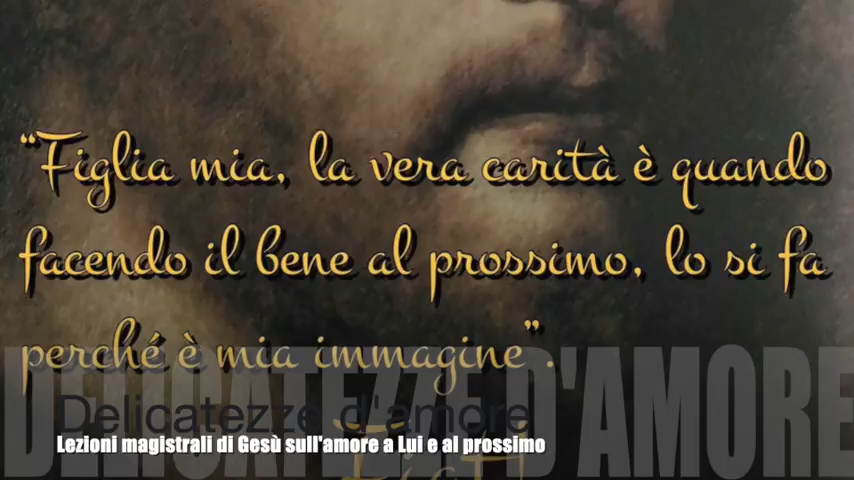 “Figlia mia, la vera carità è quando
facendo il bene al prossimo, lo si fa
perché è mia immagine”.
DELICATEZZE D'AMORE
Delicatezze d'amore
Lezioni magistrali di Gesù sull'amore a Lui e al prossimo